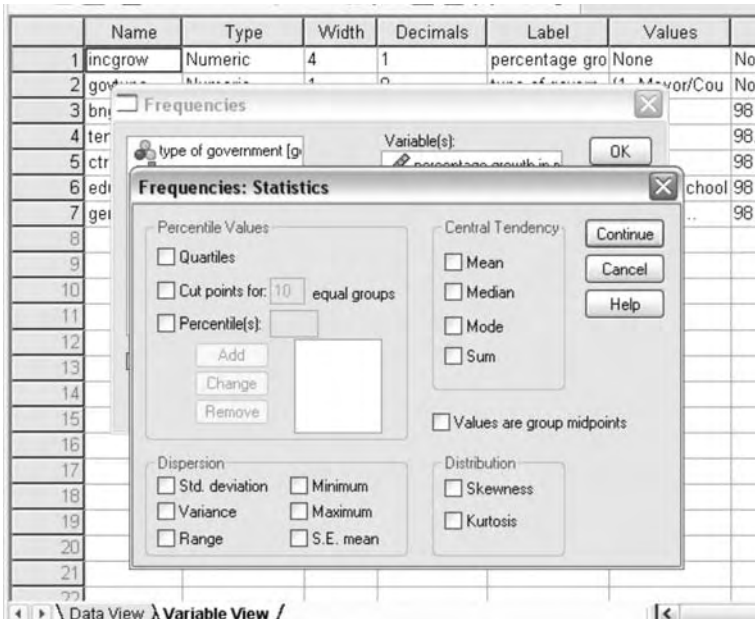 Name Type Width Decimals Label Values
1 incgrow Numeric 4 1 percentage gro None No
2 No
3 98
4 98
5 98
6 school 98
7 98
8
9
10
11
12
13
14
15
16
17
18
19
20
21
22
Frequencies
type of government [g
Variable(s):
OK
Frequencies: Statistics
Percentile Values
Quartiles
Cut points for: 10 equal groups
Percentile(s):
Add
Change
Remove
Central Tendency
Mean
Median
Mode
Sum
Continue
Cancel
Help
Values are group midpoints
Dispersion
Std. deviation Minimum
Variance Maximum
Range S.E. mean
Distribution
Skewness
Kurtosis
Data View Variable View